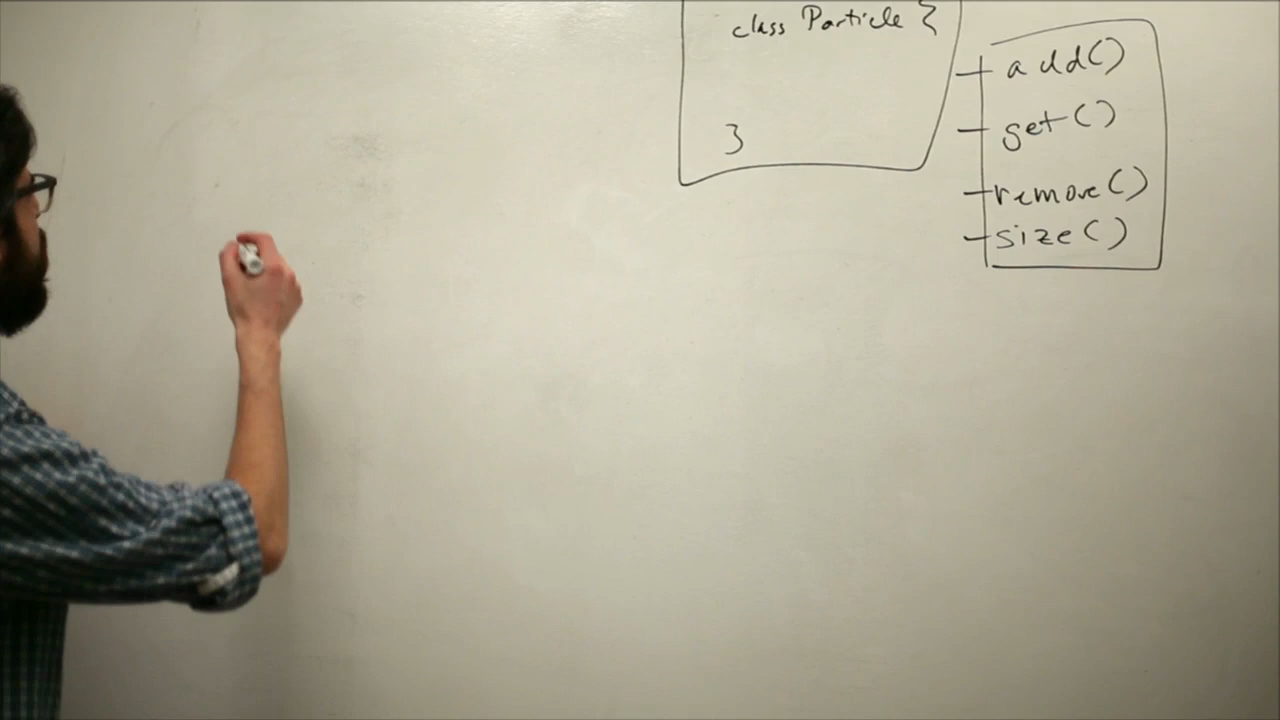 class Particle {
}
add()
get()
remove()
size()